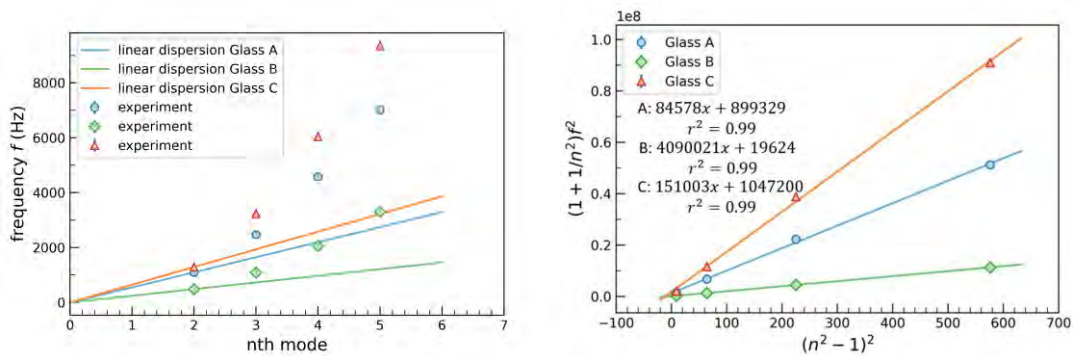 linear dispersion Glass A
linear dispersion Glass B
linear dispersion Glass C
experiment
experiment
experiment
frequency f (Hz)
8000
6000
4000
2000
0
0 1 2 3 4 5 6 7
nth mode
1e8
Glass A
Glass B
Glass C
A: 84578x + 899329
r² = 0.99
B: 4090021x + 19624
r² = 0.99
C: 151003x + 1047200
r² = 0.99
(1 + 1/n²)f²
1.0
0.8
0.6
0.4
0.2
0.0
−100 0 100 200 300 400 500 600 700
(n² − 1)²